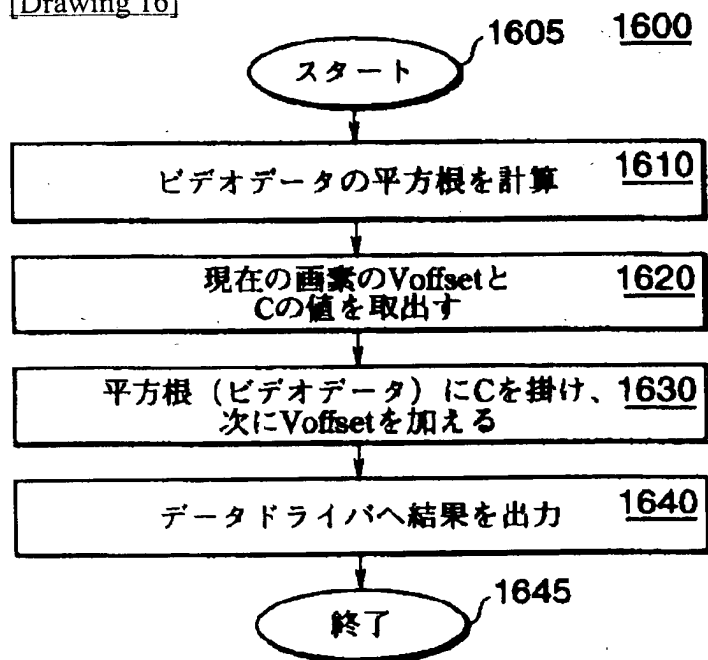 [Drawing 16]
1605 1600
スタート
ビデオデータの平方根を計算 1610
現在の画素のVoffsetと 1620
Cの値を取出す
平方根（ビデオデータ）にCを掛け、 1630
次にVoffsetを加える
データドライバへ結果を出力 1640
1645
終了